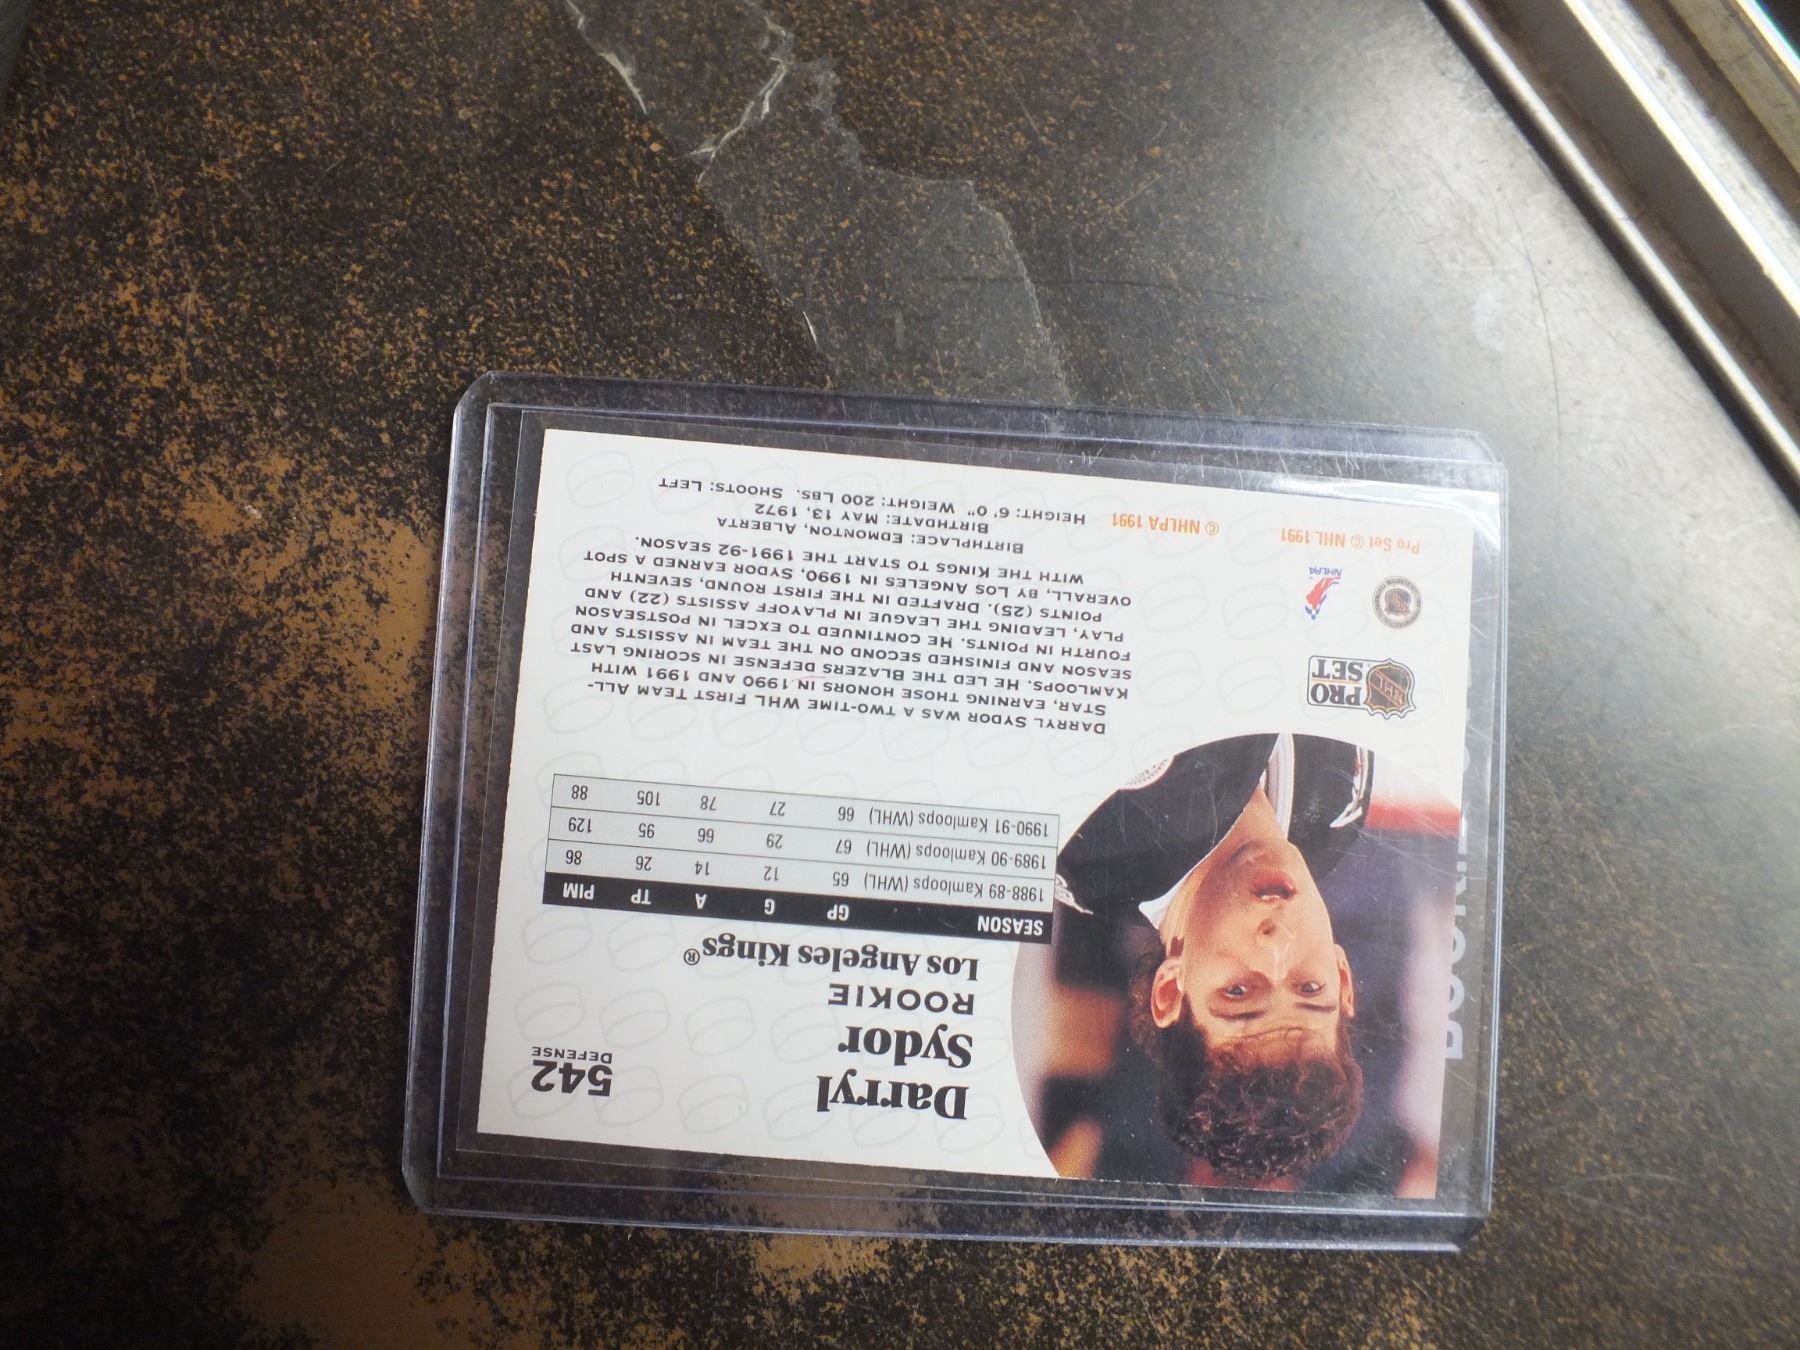 542
DEFENSE
Darryl
Sydor
ROOKIE
Los Angeles Kings®
SEASON GP G A TP PIM
1988-89 Kamloops (WHL) 65 12 14 26 86
1989-90 Kamloops (WHL) 67 29 66 95 129
1990-91 Kamloops (WHL) 66 27 78 105 88
DARRYL SYDOR WAS A TWO-TIME WHL FIRST TEAM ALL-
STAR, EARNING THOSE HONORS IN 1990 AND 1991 WITH
KAMLOOPS. HE LED THE BLAZERS DEFENSE IN SCORING LAST
SEASON AND FINISHED SECOND ON THE TEAM IN ASSISTS AND
FOURTH IN POINTS. HE CONTINUED TO EXCEL IN POSTSEASON
PLAY, LEADING THE LEAGUE IN PLAYOFF ASSISTS (22) AND
POINTS (25). DRAFTED IN THE FIRST ROUND, SEVENTH
OVERALL, BY LOS ANGELES IN 1990, SYDOR EARNED A SPOT
WITH THE KINGS TO START THE 1991-92 SEASON.
BIRTHPLACE: EDMONTON, ALBERTA
BIRTHDATE: MAY 13, 1972
HEIGHT: 6'0" WEIGHT: 200 LBS. SHOOTS: LEFT
NHL PRO
SET
NHLPA
Pro Set © NHL 1991
© NHLPA 1991